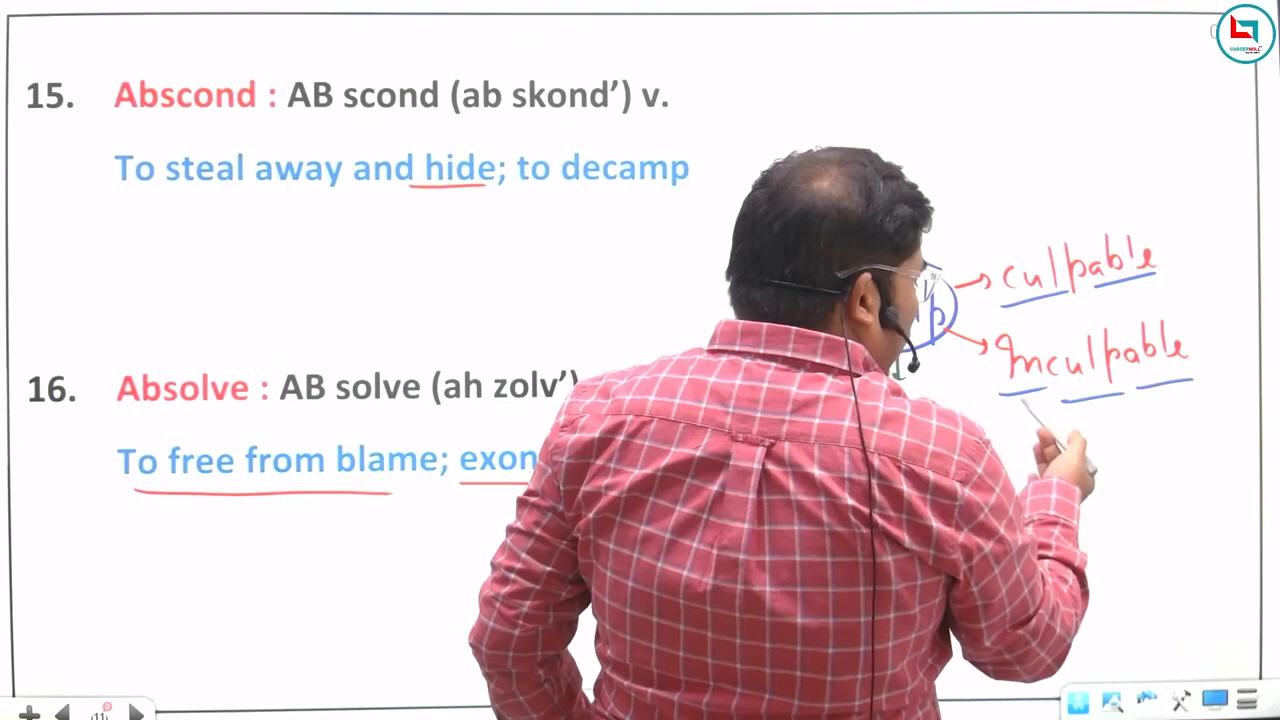 15. Abscond : AB scond (ab skond’) v.
To steal away and hide; to decamp
culpable
Inculpable
16. Absolve : AB solve (ah zolv’)
To free from blame; exon
11